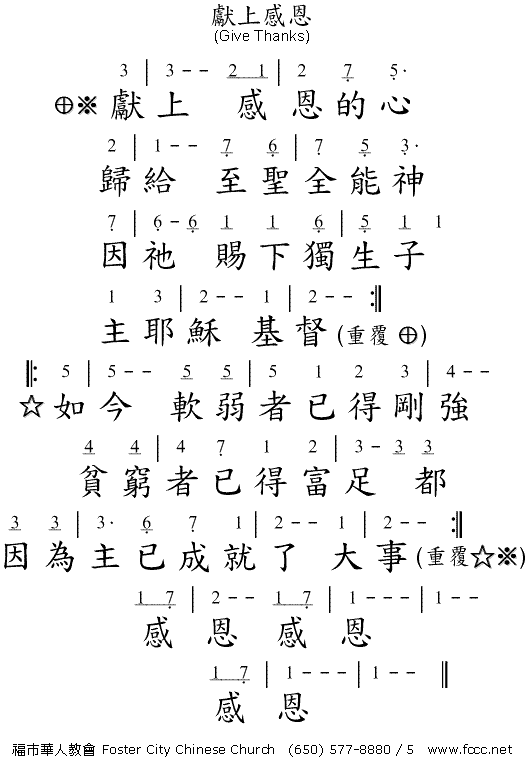 獻上感恩
(Give Thanks)
3 | 3 - - 2 1 | 2 7̣ 5̣ ·
⊕※獻上 感恩的心
2 | 1 - - 7̣ 6̣ | 7̣ 5̣ 3̣ ·
歸給 至聖全能神
7̣ | 6̣ - 6̣ 1 1 6̣ | 5̣ 1 1
因祂 賜下獨生子
1 3 | 2 - - 1 | 2 - - :||
主耶穌 基督 (重覆 ⊕)
||: 5 | 5 - - 5 5 | 5 1 2 3 | 4 - -
☆如今 軟弱者已得剛強
4 4 | 4 7̣ 1 2 | 3 - 3 3
貧窮者已得富足 都
3 3 | 3 · 6̣ 7̣ 1 | 2 - - 1 | 2 - - :||
因為主已成就了 大事 (重覆☆※)
1 7̣ | 2 - - 1 7̣ | 1 - - - | 1 - -
感 恩 感 恩
1 7̣ | 1 - - - | 1 - - ||
感 恩
福市華人教會 Foster City Chinese Church (650) 577-8880 / 5 www.fccc.net